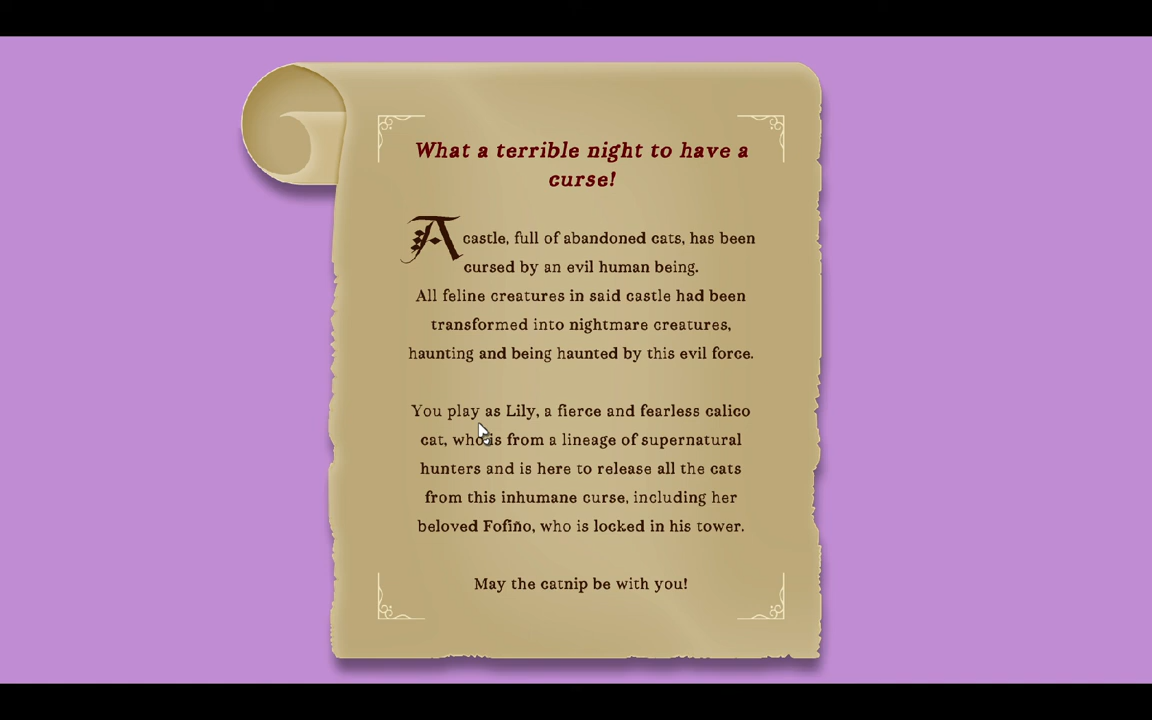 What a terrible night to have a
curse!
A castle, full of abandoned cats, has been
cursed by an evil human being.
All feline creatures in said castle had been
transformed into nightmare creatures,
haunting and being haunted by this evil force.
You play as Lily, a fierce and fearless calico
cat, who is from a lineage of supernatural
hunters and is here to release all the cats
from this inhumane curse, including her
beloved Fofiño, who is locked in his tower.
May the catnip be with you!